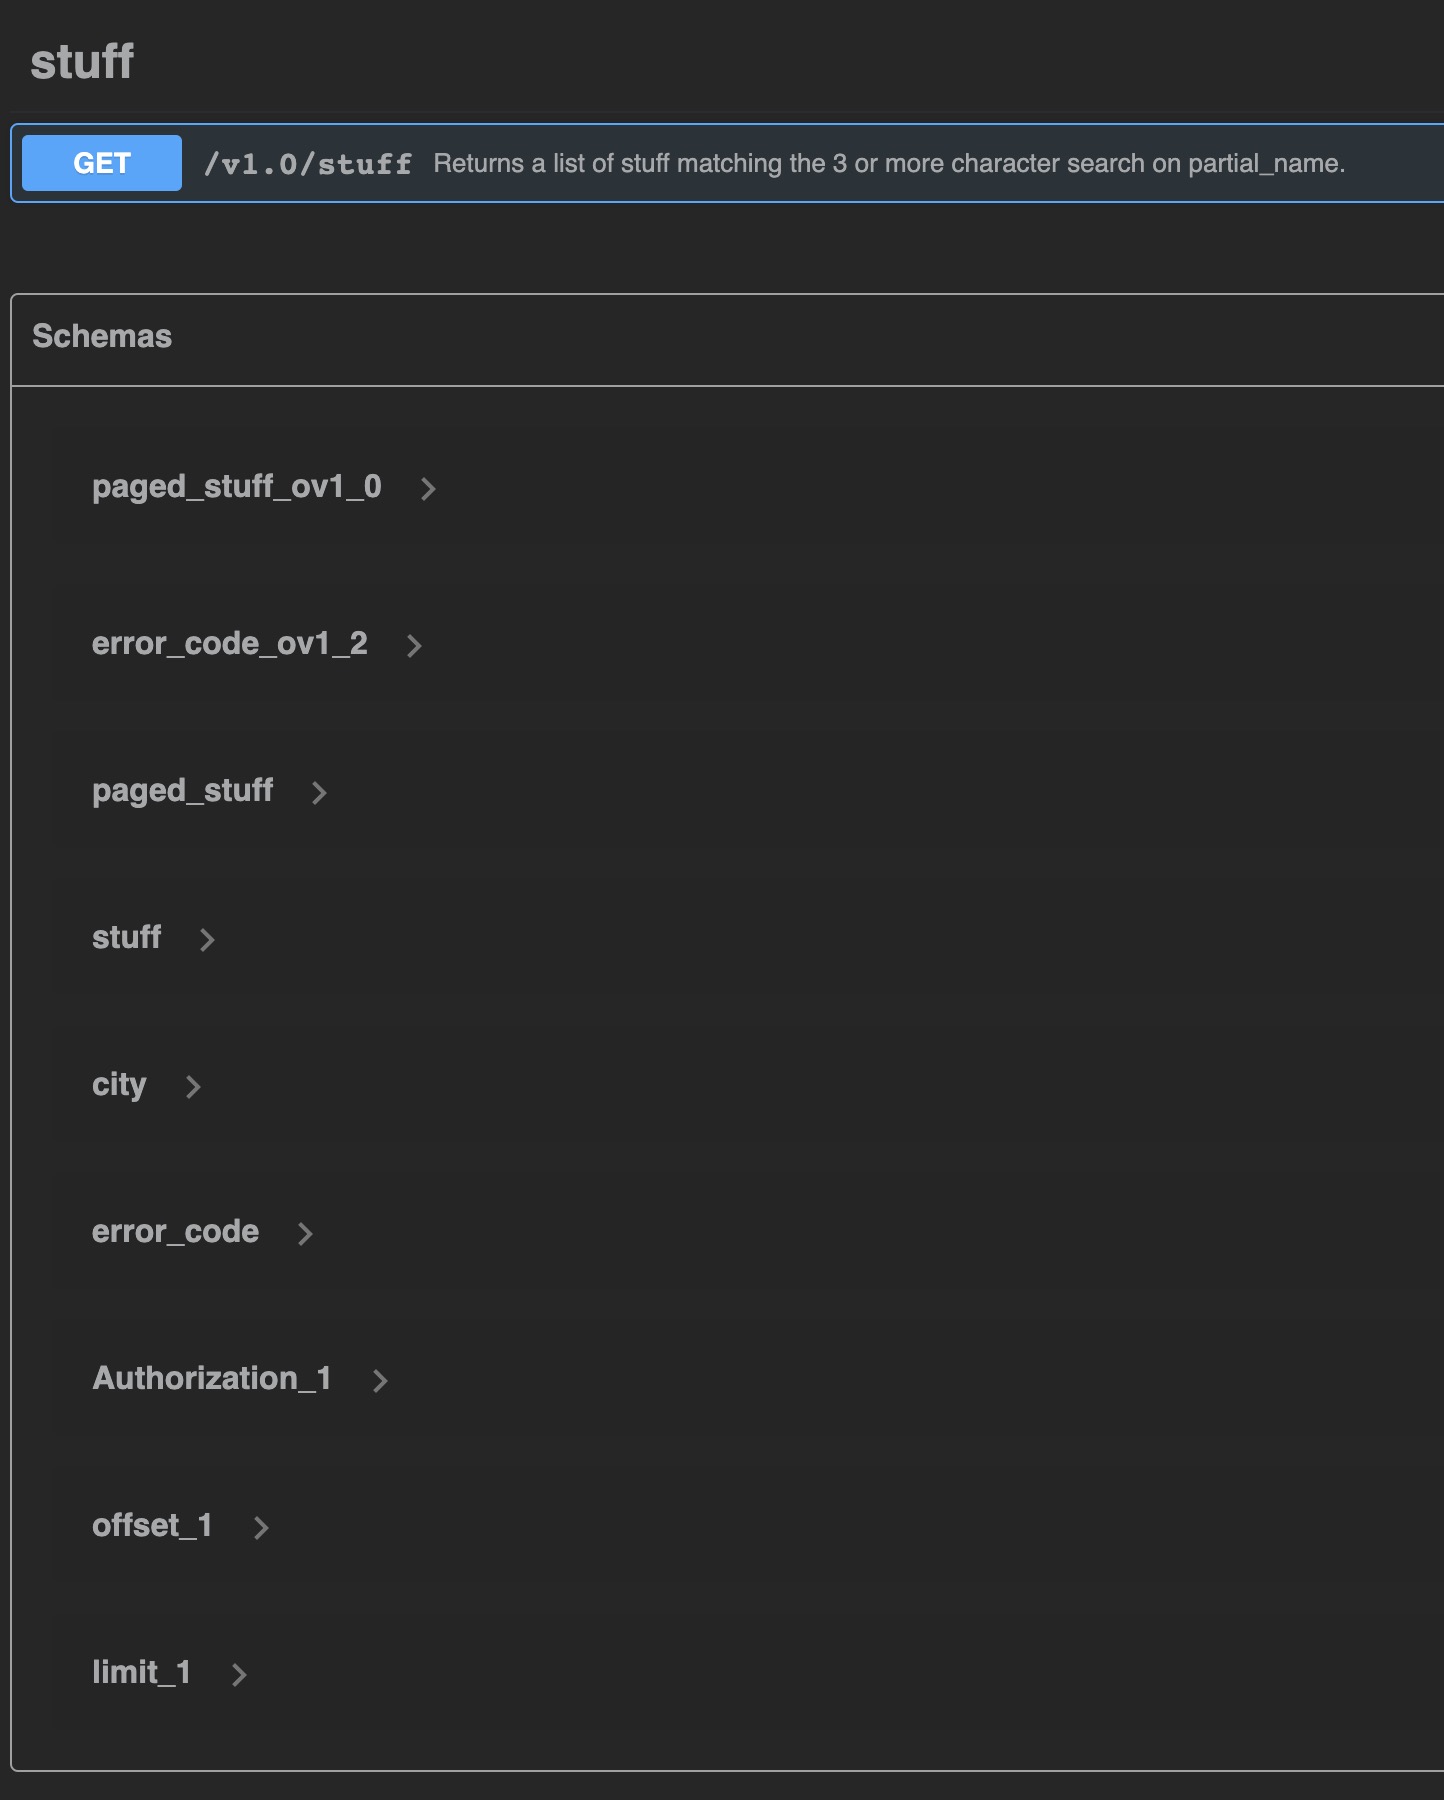 stuff
GET /v1.0/stuff Returns a list of stuff matching the 3 or more character search on partial_name.
Schemas
paged_stuff_ov1_0
error_code_ov1_2
paged_stuff
stuff
city
error_code
Authorization_1
offset_1
limit_1